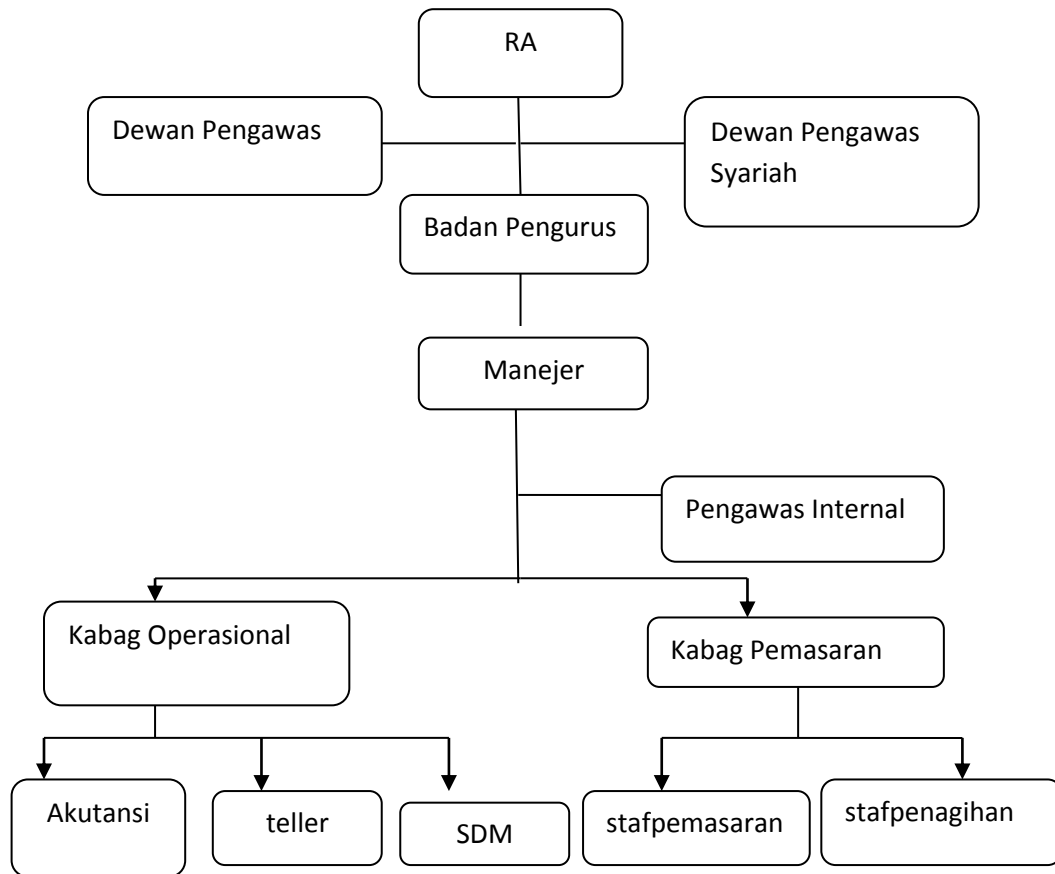 RA
Dewan Pengawas
Dewan Pengawas
Syariah
Badan Pengurus
Manejer
Pengawas Internal
Kabag Operasional
Kabag Pemasaran
Akutansi
teller
SDM
stafpemasaran
stafpenagihan